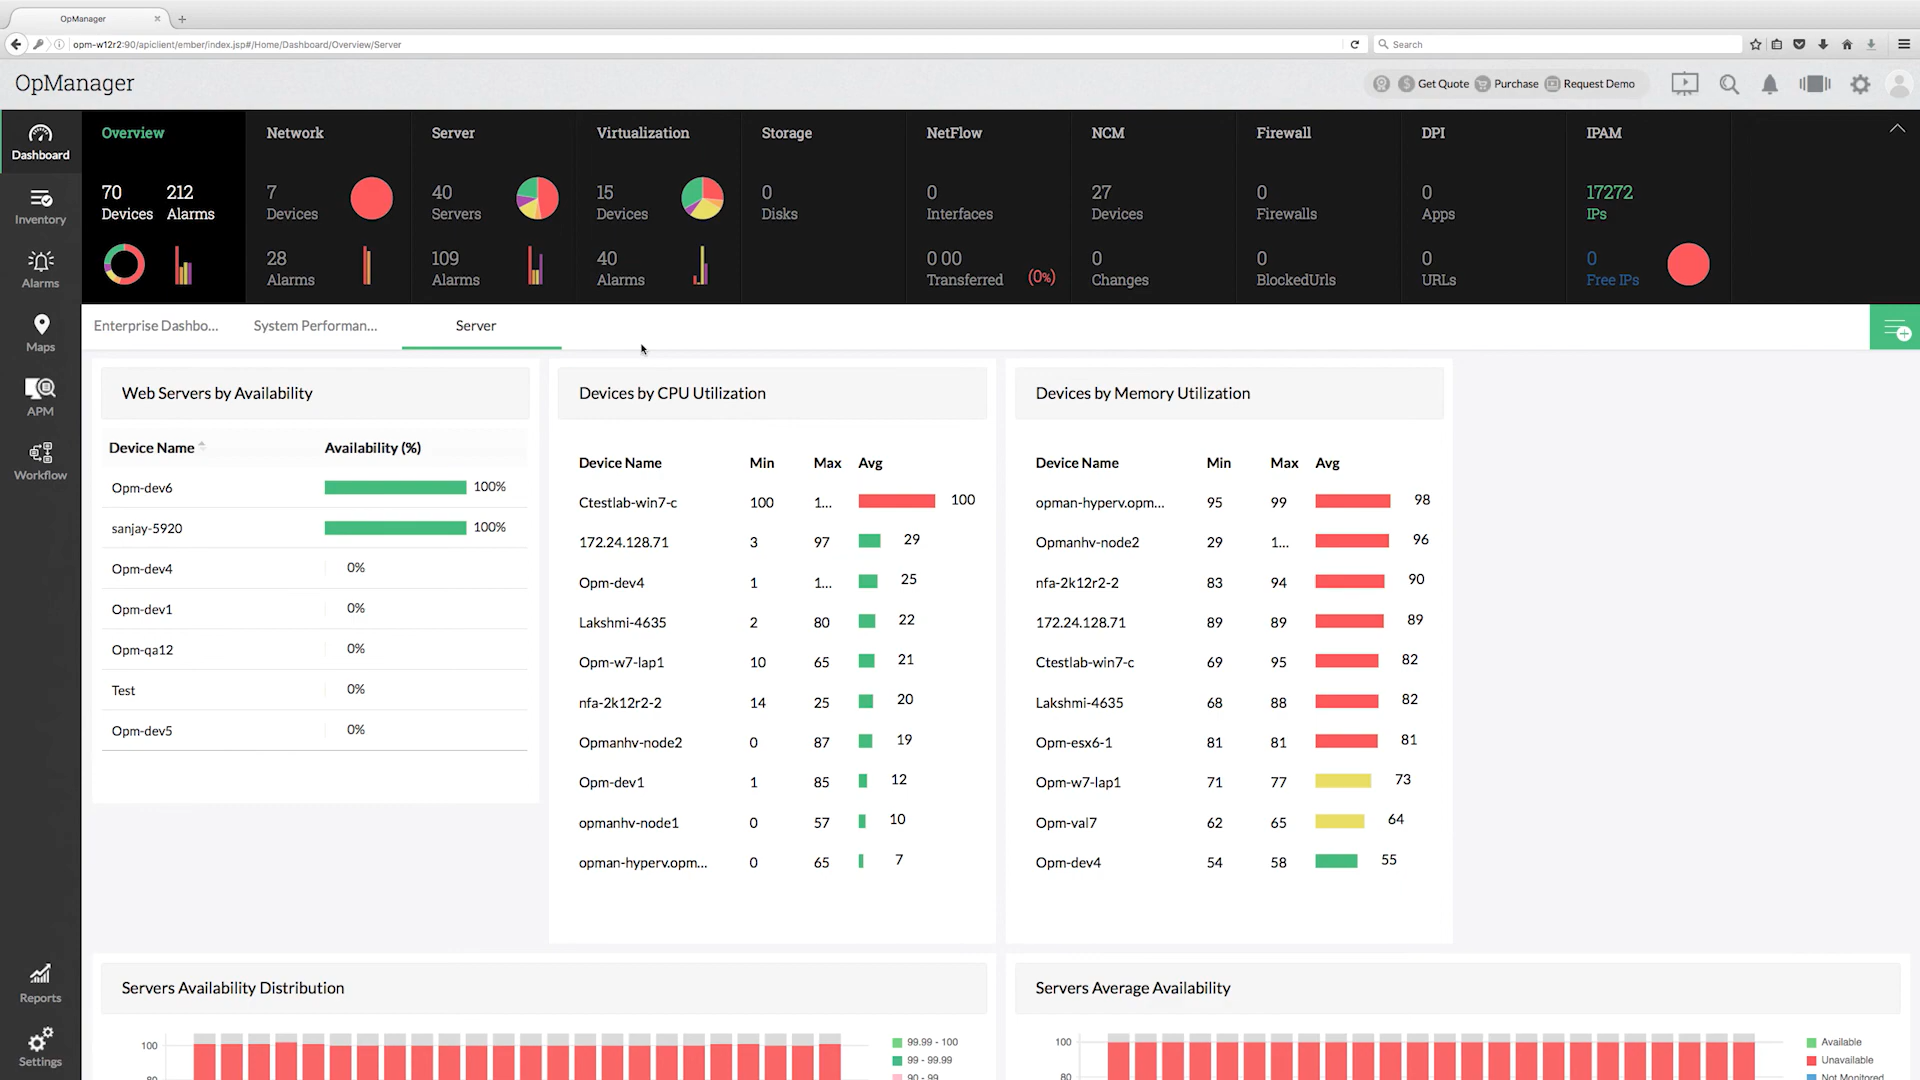 OpManager
opm-w12r2:90/apiclient/ember/index.jsp#/Home/Dashboard/Overview/Server
Search
OpManager
Get Quote Purchase Request Demo
Dashboard
Inventory
Alarms
Maps
APM
Workflow
Reports
Settings
Overview
70 212
Devices Alarms
Network
7
Devices
28
Alarms
Server
40
Servers
109
Alarms
Virtualization
15
Devices
40
Alarms
Storage
0
Disks
NetFlow
0
Interfaces
0 00
Transferred (0%)
NCM
27
Devices
0
Changes
Firewall
0
Firewalls
0
BlockedUrls
DPI
0
Apps
0
URLs
IPAM
17272
IPs
0
Free IPs
Enterprise Dashbo... System Performan... Server
Web Servers by Availability
Device Name Availability (%)
Opm-dev6 100%
sanjay-5920 100%
Opm-dev4 0%
Opm-dev1 0%
Opm-qa12 0%
Test 0%
Opm-dev5 0%
Devices by CPU Utilization
Device Name Min Max Avg
Ctestlab-win7-c 100 1... 100
172.24.128.71 3 97 29
Opm-dev4 1 1... 25
Lakshmi-4635 2 80 22
Opm-w7-lap1 10 65 21
nfa-2k12r2-2 14 25 20
Opmanhv-node2 0 87 19
Opm-dev1 1 85 12
opmanhv-node1 0 57 10
opman-hyperv.opm... 0 65 7
Devices by Memory Utilization
Device Name Min Max Avg
opman-hyperv.opm... 95 99 98
Opmanhv-node2 29 1... 96
nfa-2k12r2-2 83 94 90
172.24.128.71 89 89 89
Ctestlab-win7-c 69 95 82
Lakshmi-4635 68 88 82
Opm-esx6-1 81 81 81
Opm-w7-lap1 71 77 73
Opm-val7 62 65 64
Opm-dev4 54 58 55
Servers Availability Distribution
100
80
99.99 - 100
99 - 99.99
90 - 99
Servers Average Availability
100
80
Available
Unavailable
Not Monitored